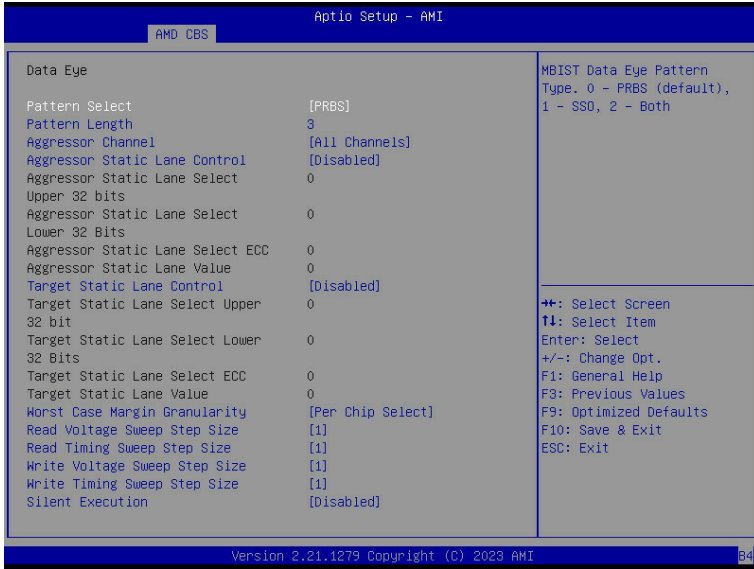 Aptio Setup – AMI
AMD CBS
Data Eye
Pattern Select [PRBS]
Pattern Length 3
Aggressor Channel [All Channels]
Aggressor Static Lane Control [Disabled]
Aggressor Static Lane Select 0
Upper 32 bits
Aggressor Static Lane Select 0
Lower 32 Bits
Aggressor Static Lane Select ECC 0
Aggressor Static Lane Value 0
Target Static Lane Control [Disabled]
Target Static Lane Select Upper 0
32 bit
Target Static Lane Select Lower 0
32 Bits
Target Static Lane Select ECC 0
Target Static Lane Value 0
Worst Case Margin Granularity [Per Chip Select]
Read Voltage Sweep Step Size [1]
Read Timing Sweep Step Size [1]
Write Voltage Sweep Step Size [1]
Write Timing Sweep Step Size [1]
Silent Execution [Disabled]
MBIST Data Eye Pattern
Type. 0 – PRBS (default),
1 – SSO, 2 – Both
→←: Select Screen
↑↓: Select Item
Enter: Select
+/-: Change Opt.
F1: General Help
F3: Previous Values
F9: Optimized Defaults
F10: Save & Exit
ESC: Exit
Version 2.21.1279 Copyright (C) 2023 AMI
B4